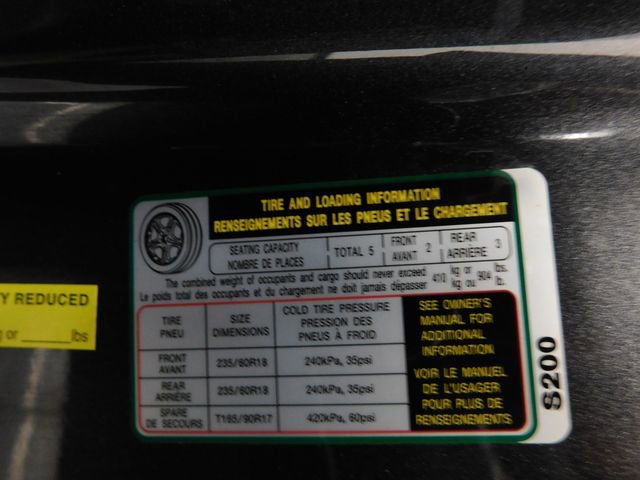 TIRE AND LOADING INFORMATION
RENSEIGNEMENTS SUR LES PNEUS ET LE CHARGEMENT
SEATING CAPACITY
NOMBRE DE PLACES
TOTAL 5
FRONT
AVANT 2
REAR
ARRIÈRE 3
The combined weight of occupants and cargo should never exceed 410 kg or 904 lbs.
Le poids total des occupants et du chargement ne doit jamais dépasser kg ou lb.
TIRE
PNEU
SIZE
DIMENSIONS
COLD TIRE PRESSURE
PRESSION DES
PNEUS À FROID
FRONT
AVANT
235/60R18
240kPa, 35psi
REAR
ARRIÈRE
235/60R18
240kPa, 35psi
SPARE
DE SECOURS
T165/90R17
420kPa, 60psi
SEE OWNER'S
MANUAL FOR
ADDITIONAL
INFORMATION
VOIR LE MANUEL
DE L'USAGER
POUR PLUS DE
RENSEIGNEMENTS
S200
Y REDUCED
g or ______lbs